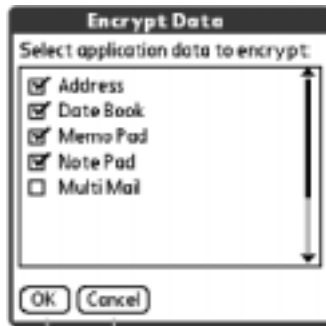 Encrypt Data
Select application data to encrypt:
Address
Date Book
Memo Pad
Note Pad
Multi Mail
OK Cancel